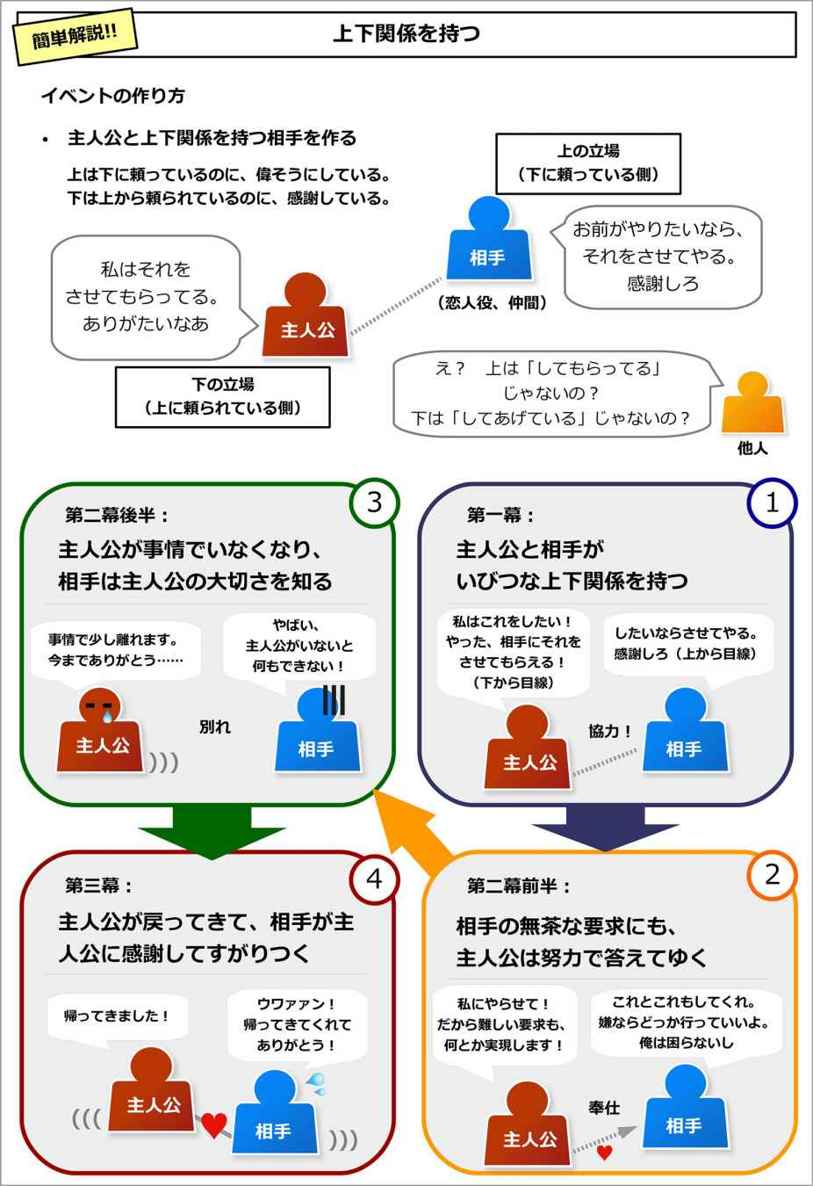 簡単解説!!
上下関係を持つ
イベントの作り方
• 主人公と上下関係を持つ相手を作る
上は下に頼っているのに、偉そうにしている。
下は上から頼られているのに、感謝している。
上の立場
（下に頼っている側）
お前がやりたいなら、
それをさせてやる。
感謝しろ
相手
（恋人役、仲間）
私はそれを
させてもらってる。
ありがたいなあ
主人公
下の立場
（上に頼られている側）
え？　上は「してもらってる」
じゃないの？
下は「してあげている」じゃないの？
他人
1
第一幕：
主人公と相手が
いびつな上下関係を持つ
私はこれをしたい！
やった、相手にそれを
させてもらえる！
（下から目線）
したいならさせてやる。
感謝しろ（上から目線）
協力！
主人公
相手
2
第二幕前半：
相手の無茶な要求にも、
主人公は努力で答えてゆく
私にやらせて！
だから難しい要求も、
何とか実現します！
これとこれもしてくれ。
嫌ならどっか行っていいよ。
俺は困らないし
奉仕
主人公
相手
3
第二幕後半：
主人公が事情でいなくなり、
相手は主人公の大切さを知る
事情で少し離れます。
今までありがとう……
やばい、
主人公がいないと
何もできない！
別れ
主人公
相手
4
第三幕：
主人公が戻ってきて、相手が主
人公に感謝してすがりつく
帰ってきました！
ウワァァン！
帰ってきてくれて
ありがとう！
主人公
相手